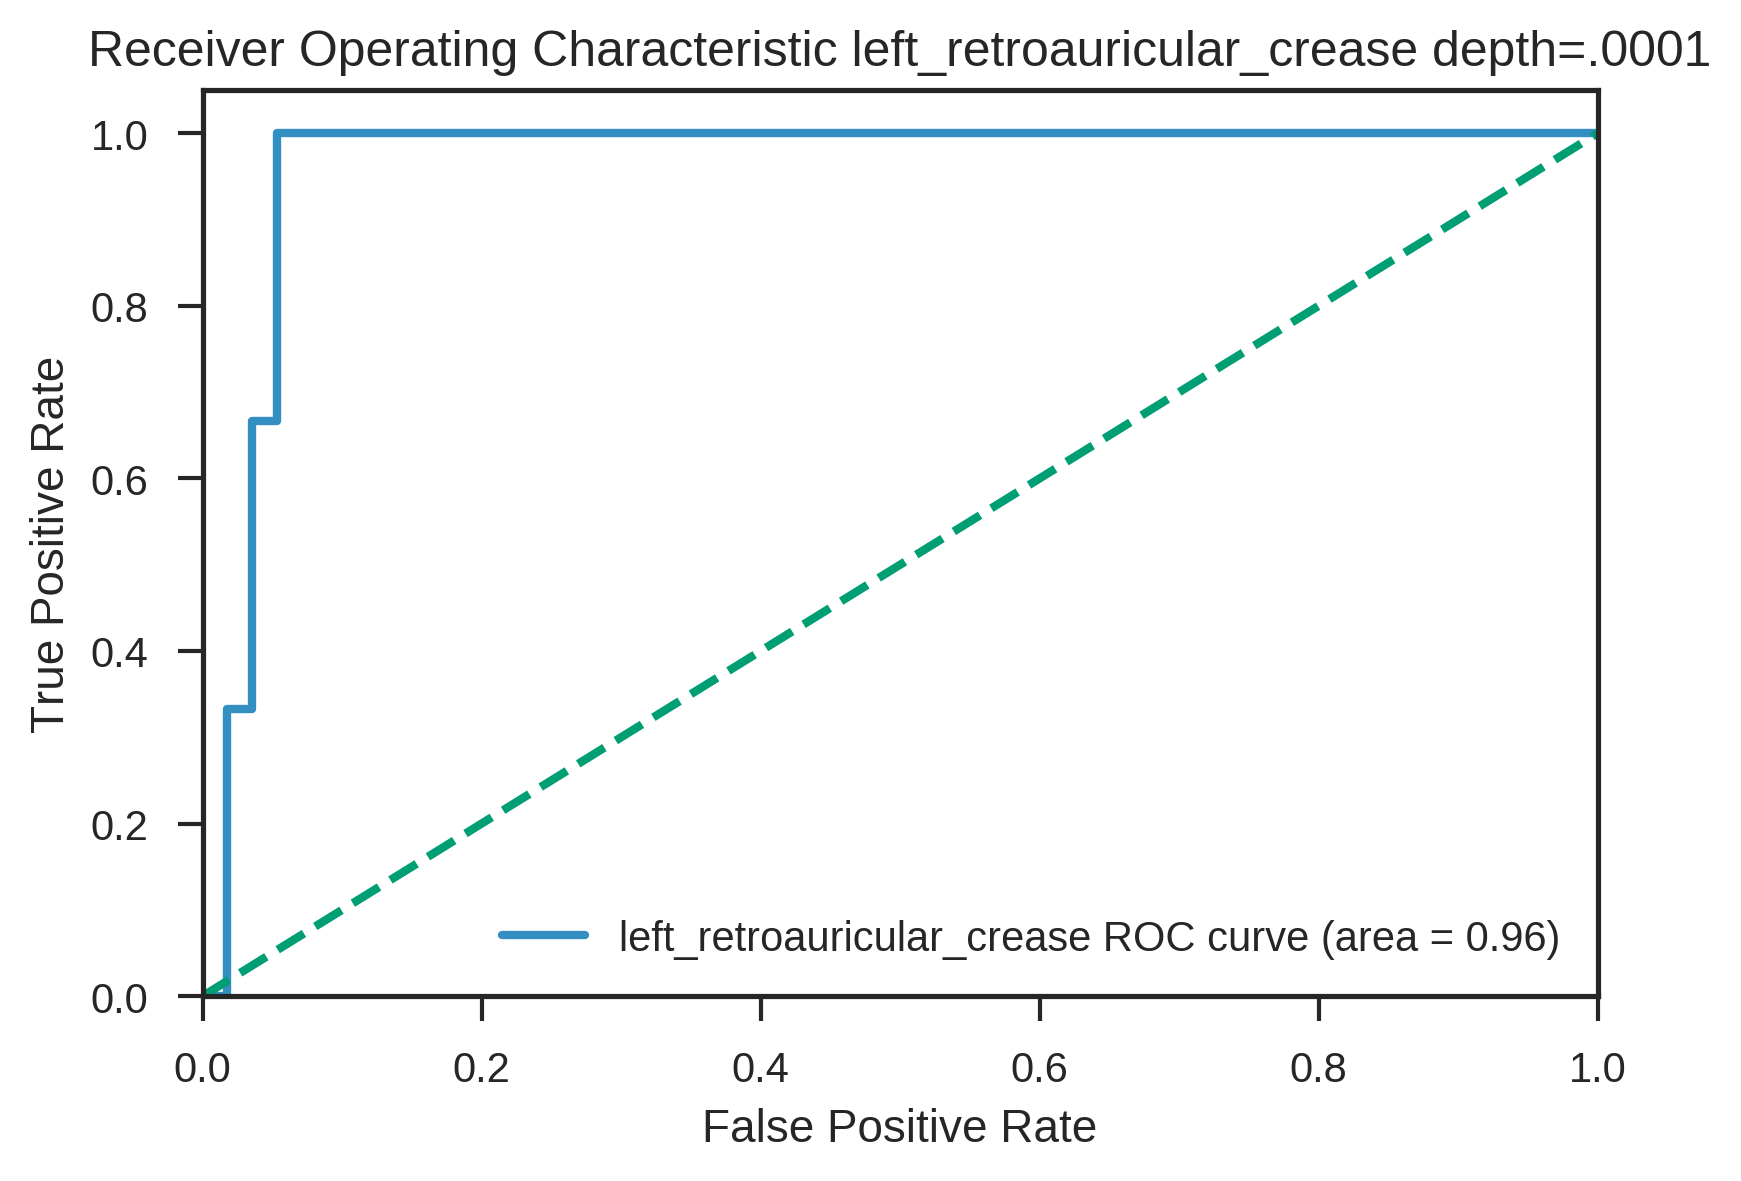 Receiver Operating Characteristic left_retroauricular_crease depth=.0001
1.0
0.8
0.6
0.4
0.2
0.0
True Positive Rate
left_retroauricular_crease ROC curve (area = 0.96)
0.0 0.2 0.4 0.6 0.8 1.0
False Positive Rate